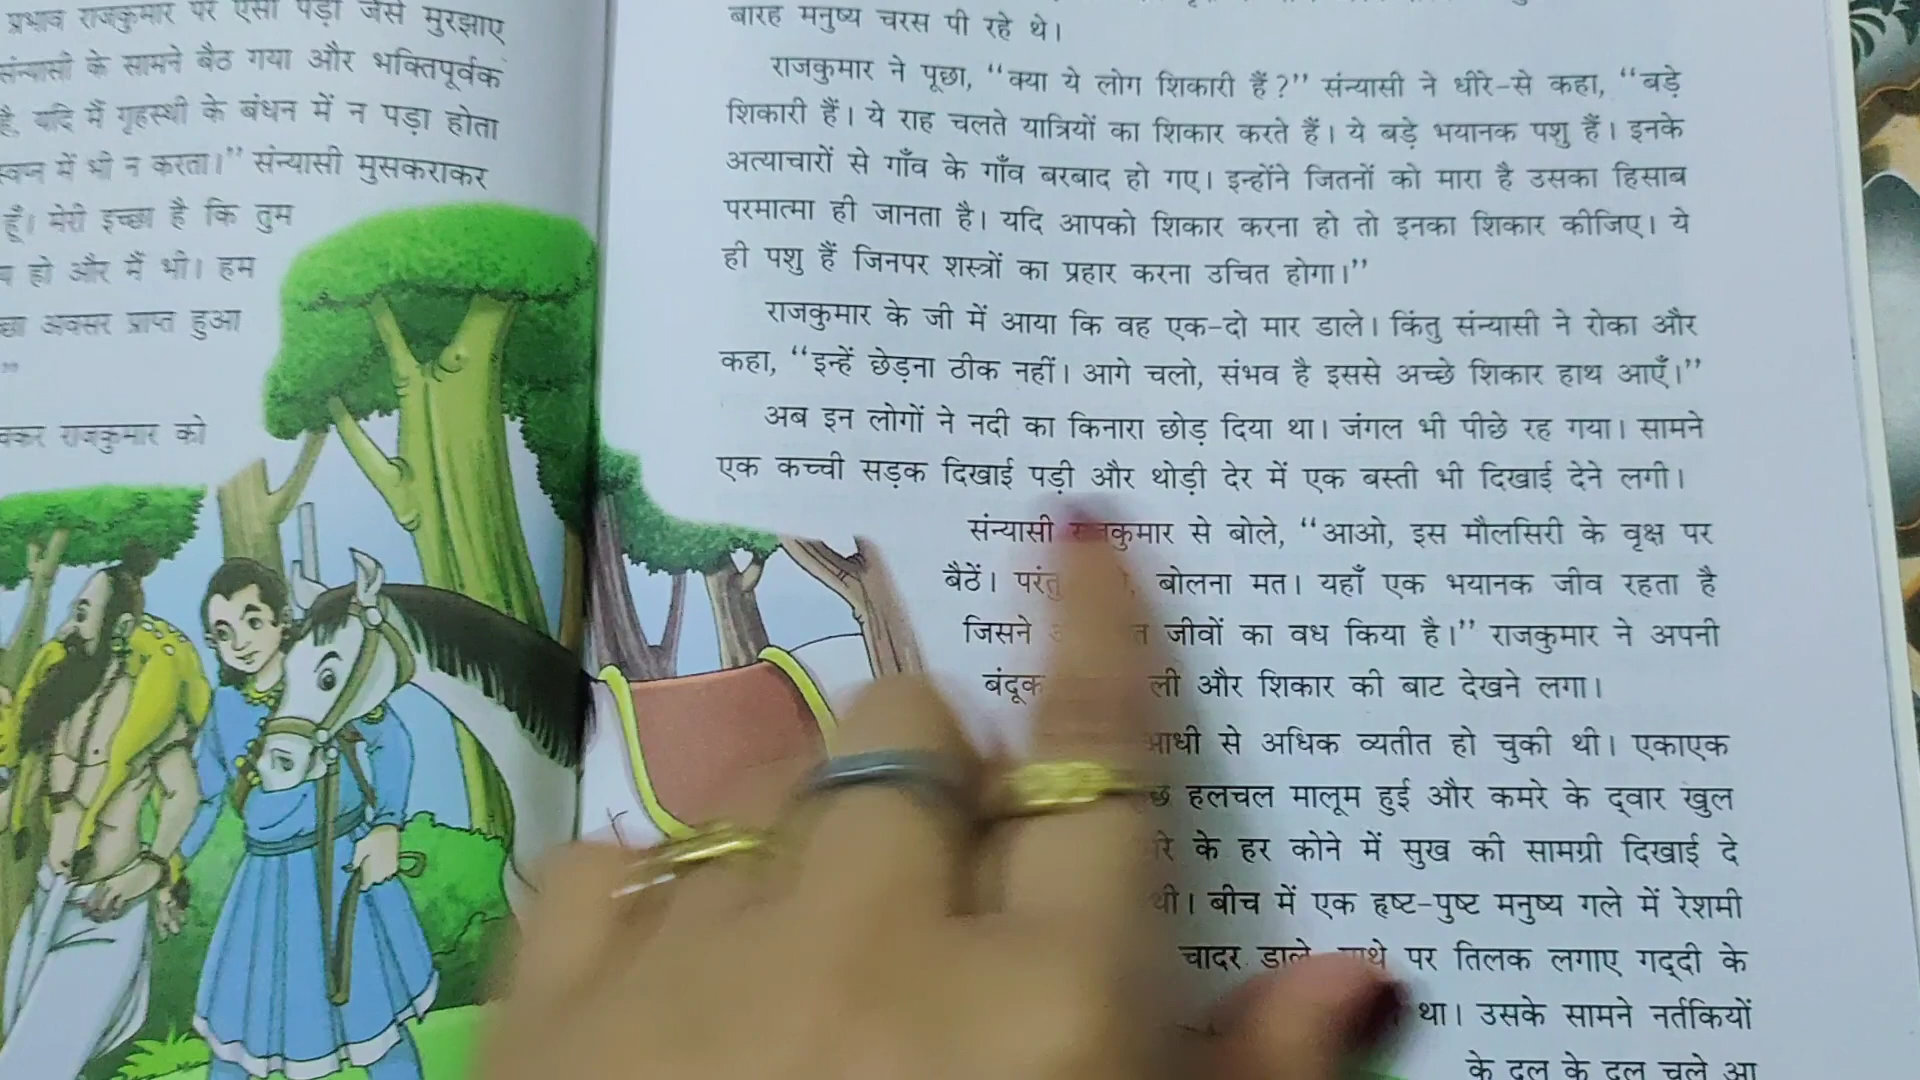 प्रभाव राजकुमार पर ऐसा पड़ा जैसे मुरझाए
संन्यासी के सामने बैठ गया और भक्तिपूर्वक
है, यदि मैं गृहस्थी के बंधन में न पड़ा होता
स्वप्न में भी न करता।” संन्यासी मुसकराकर
हूँ। मेरी इच्छा है कि तुम
हो और मैं भी। हम
अवसर प्राप्त हुआ
”
राजकुमार को
बारह मनुष्य चरस पी रहे थे।
राजकुमार ने पूछा, “क्या ये लोग शिकारी हैं?” संन्यासी ने धीरे-से कहा, “बड़े
शिकारी हैं। ये राह चलते यात्रियों का शिकार करते हैं। ये बड़े भयानक पशु हैं। इनके
अत्याचारों से गाँव के गाँव बरबाद हो गए। इन्होंने जितनों को मारा है उसका हिसाब
परमात्मा ही जानता है। यदि आपको शिकार करना हो तो इनका शिकार कीजिए। ये
ही पशु हैं जिनपर शस्त्रों का प्रहार करना उचित होगा।”
राजकुमार के जी में आया कि वह एक-दो मार डाले। किंतु संन्यासी ने रोका और
कहा, “इन्हें छेड़ना ठीक नहीं। आगे चलो, संभव है इससे अच्छे शिकार हाथ आएँ।”
अब इन लोगों ने नदी का किनारा छोड़ दिया था। जंगल भी पीछे रह गया। सामने
एक कच्ची सड़क दिखाई पड़ी और थोड़ी देर में एक बस्ती भी दिखाई देने लगी।
संन्यासी राजकुमार से बोले, “आओ, इस मौलसिरी के वृक्ष पर
बैठें। परंतु बोलना मत। यहाँ एक भयानक जीव रहता है
जिसने जीवों का वध किया है।” राजकुमार ने अपनी
बंदूक ली और शिकार की बाट देखने लगा।
आधी से अधिक व्यतीत हो चुकी थी। एकाएक
हलचल मालूम हुई और कमरे के द्वार खुल
के हर कोने में सुख की सामग्री दिखाई दे
थी। बीच में एक हृष्ट-पुष्ट मनुष्य गले में रेशमी
चादर डाले, माथे पर तिलक लगाए गद्दी के
था। उसके सामने नर्तकियों
के दल के दल चले आ